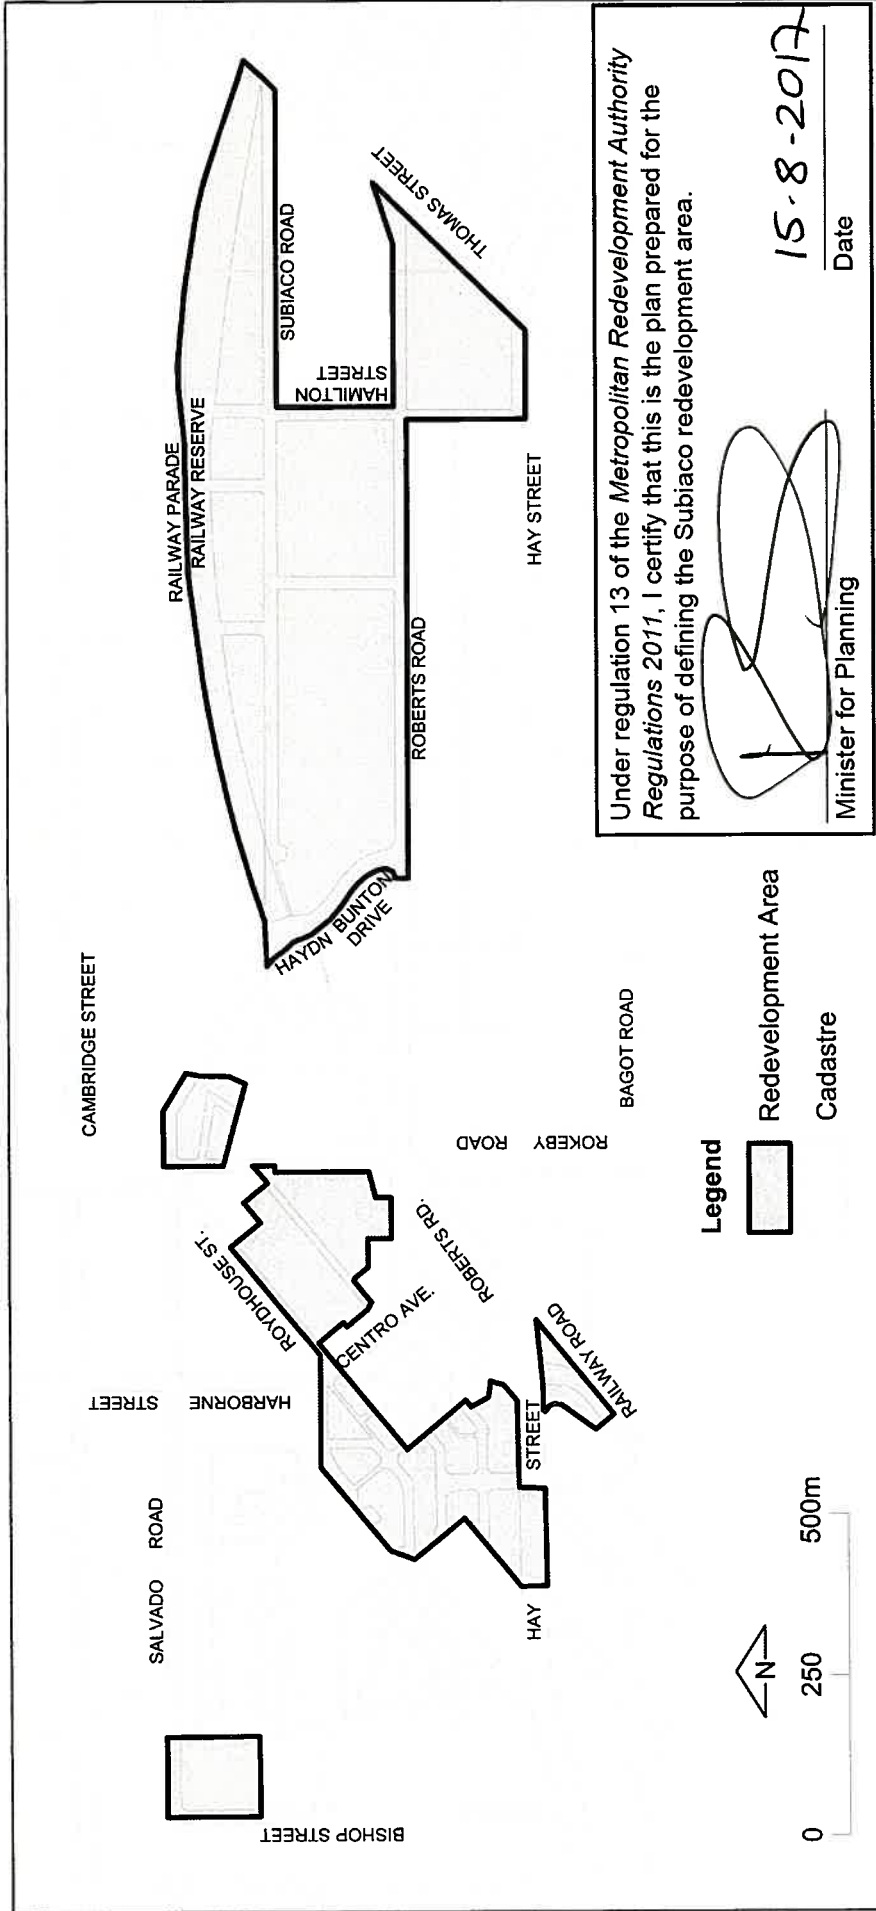 CAMBRIDGE STREET
SALVADO ROAD
HARBORNE STREET
BISHOP STREET
ROYDHOUSE ST.
CENTRO AVE.
ROBERTS RD.
ROKEBY ROAD
HAY STREET
RAILWAY ROAD
BAGOT ROAD
HAYDN BUNTON
DRIVE
RAILWAY PARADE
RAILWAY RESERVE
SUBIACO ROAD
HAMILTON
STREET
THOMAS STREET
ROBERTS ROAD
HAY STREET
0 250 500m
N
Legend
Redevelopment Area
Cadastre
Under regulation 13 of the Metropolitan Redevelopment Authority
Regulations 2011, I certify that this is the plan prepared for the
purpose of defining the Subiaco redevelopment area.
15-8-2017
Minister for Planning Date